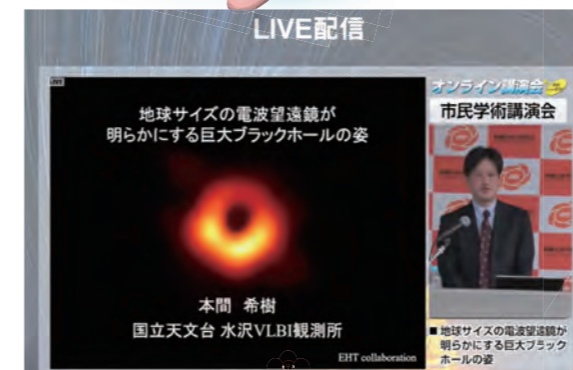 LIVE配信
地球サイズの電波望遠鏡が
明らかにする巨大ブラックホールの姿
本間 希樹
国立天文台 水沢VLBI観測所
EHT collaboration
オンライン講演会
市民学術講演会
■ 地球サイズの電波望遠鏡が
明らかにする巨大ブラック
ホールの姿